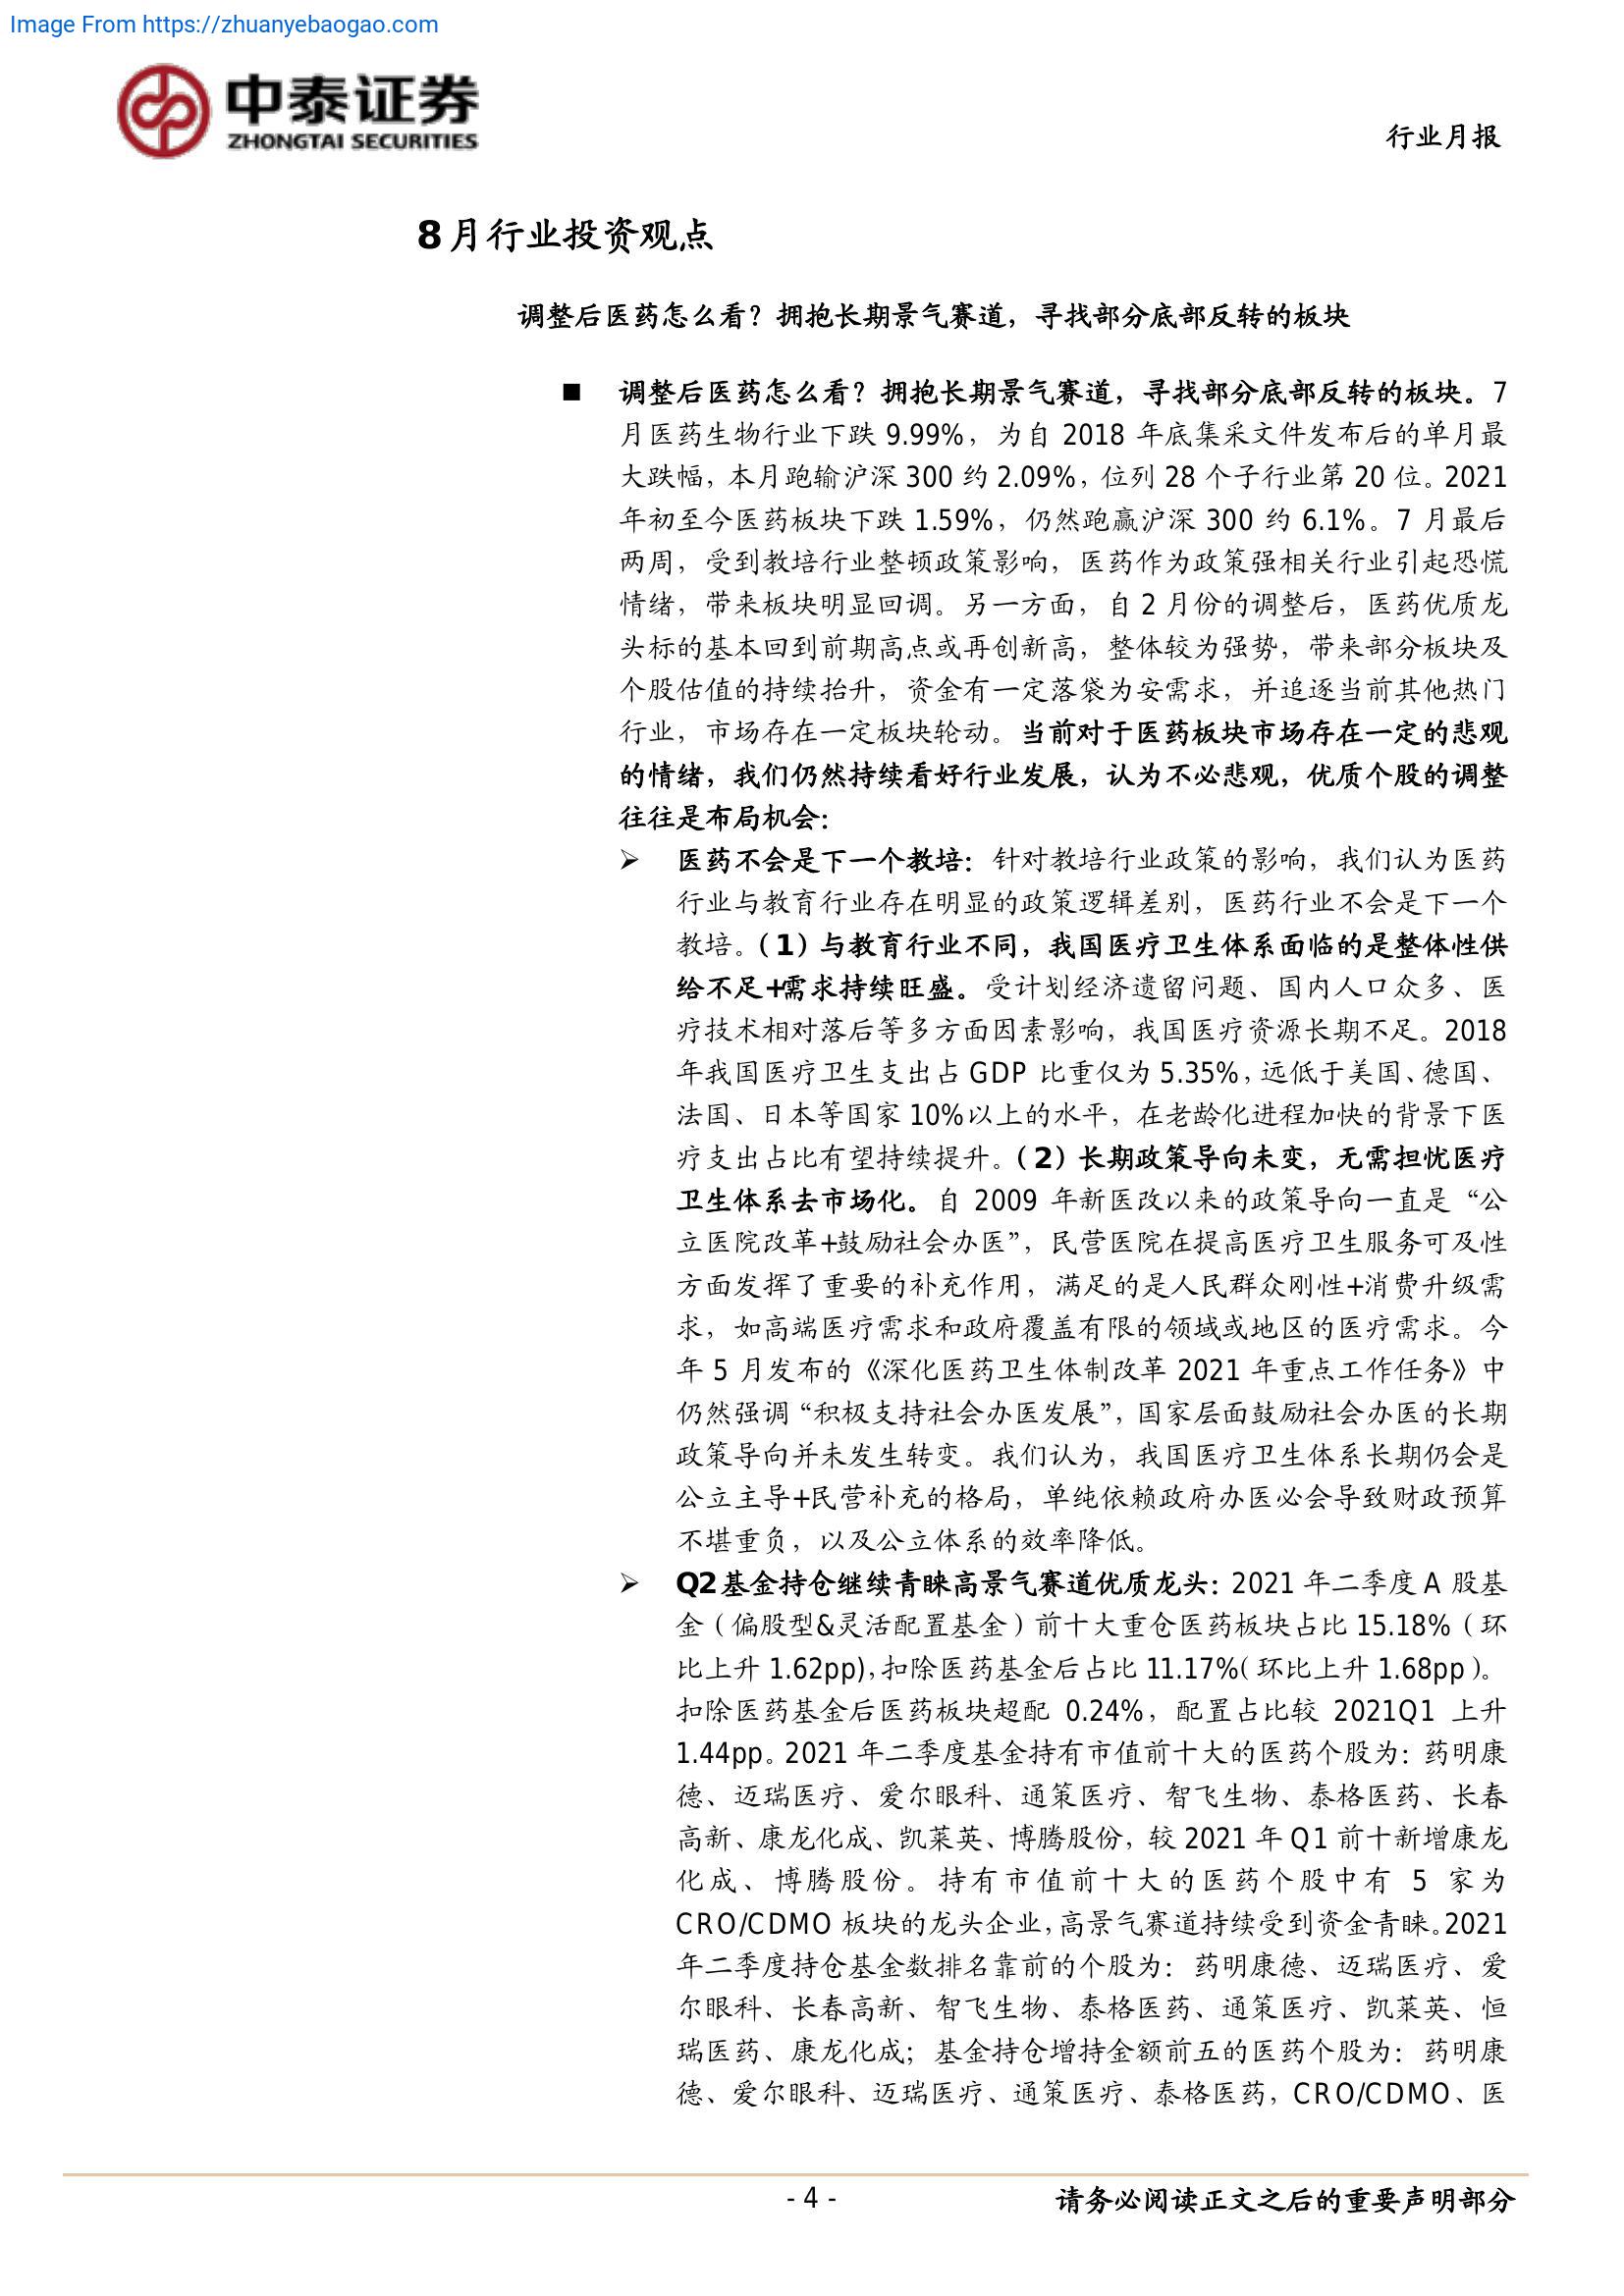 Image From https://zhuanyebaogao.com
中泰证券
ZHONGTAI SECURITIES
行业月报
8月行业投资观点
调整后医药怎么看？拥抱长期景气赛道，寻找部分底部反转的板块
■ 调整后医药怎么看？拥抱长期景气赛道，寻找部分底部反转的板块。7
月医药生物行业下跌 9.99%，为自 2018 年底集采文件发布后的单月最
大跌幅，本月跑输沪深 300 约 2.09%，位列 28 个子行业第 20 位。2021
年初至今医药板块下跌 1.59%，仍然跑赢沪深 300 约 6.1%。7 月最后
两周，受到教培行业整顿政策影响，医药作为政策强相关行业引起恐慌
情绪，带来板块明显回调。另一方面，自 2 月份的调整后，医药优质龙
头标的基本回到前期高点或再创新高，整体较为强势，带来部分板块及
个股估值的持续抬升，资金有一定落袋为安需求，并追逐当前其他热门
行业，市场存在一定板块轮动。当前对于医药板块市场存在一定的悲观
的情绪，我们仍然持续看好行业发展，认为不必悲观，优质个股的调整
往往是布局机会：
➢ 医药不会是下一个教培：针对教培行业政策的影响，我们认为医药
行业与教育行业存在明显的政策逻辑差别，医药行业不会是下一个
教培。（1）与教育行业不同，我国医疗卫生体系面临的是整体性供
给不足+需求持续旺盛。受计划经济遗留问题、国内人口众多、医
疗技术相对落后等多方面因素影响，我国医疗资源长期不足。2018
年我国医疗卫生支出占 GDP 比重仅为 5.35%，远低于美国、德国、
法国、日本等国家 10%以上的水平，在老龄化进程加快的背景下医
疗支出占比有望持续提升。（2）长期政策导向未变，无需担忧医疗
卫生体系去市场化。自 2009 年新医改以来的政策导向一直是“公
立医院改革+鼓励社会办医”，民营医院在提高医疗卫生服务可及性
方面发挥了重要的补充作用，满足的是人民群众刚性+消费升级需
求，如高端医疗需求和政府覆盖有限的领域或地区的医疗需求。今
年 5 月发布的《深化医药卫生体制改革 2021 年重点工作任务》中
仍然强调“积极支持社会办医发展”，国家层面鼓励社会办医的长期
政策导向并未发生转变。我们认为，我国医疗卫生体系长期仍会是
公立主导+民营补充的格局，单纯依赖政府办医必会导致财政预算
不堪重负，以及公立体系的效率降低。
➢ Q2基金持仓继续青睐高景气赛道优质龙头：2021 年二季度 A 股基
金（偏股型&灵活配置基金）前十大重仓医药板块占比 15.18%（环
比上升 1.62pp），扣除医药基金后占比 11.17%（环比上升 1.68pp）。
扣除医药基金后医药板块超配 0.24%，配置占比较 2021Q1 上升
1.44pp。2021 年二季度基金持有市值前十大的医药个股为：药明康
德、迈瑞医疗、爱尔眼科、通策医疗、智飞生物、泰格医药、长春
高新、康龙化成、凯莱英、博腾股份，较 2021 年 Q1 前十新增康龙
化成、博腾股份。持有市值前十大的医药个股中有 5 家为
CRO/CDMO 板块的龙头企业，高景气赛道持续受到资金青睐。2021
年二季度持仓基金数排名靠前的个股为：药明康德、迈瑞医疗、爱
尔眼科、长春高新、智飞生物、泰格医药、通策医疗、凯莱英、恒
瑞医药、康龙化成；基金持仓增持金额前五的医药个股为：药明康
德、爱尔眼科、迈瑞医疗、通策医疗、泰格医药，CRO/CDMO、医
- 4 -
请务必阅读正文之后的重要声明部分